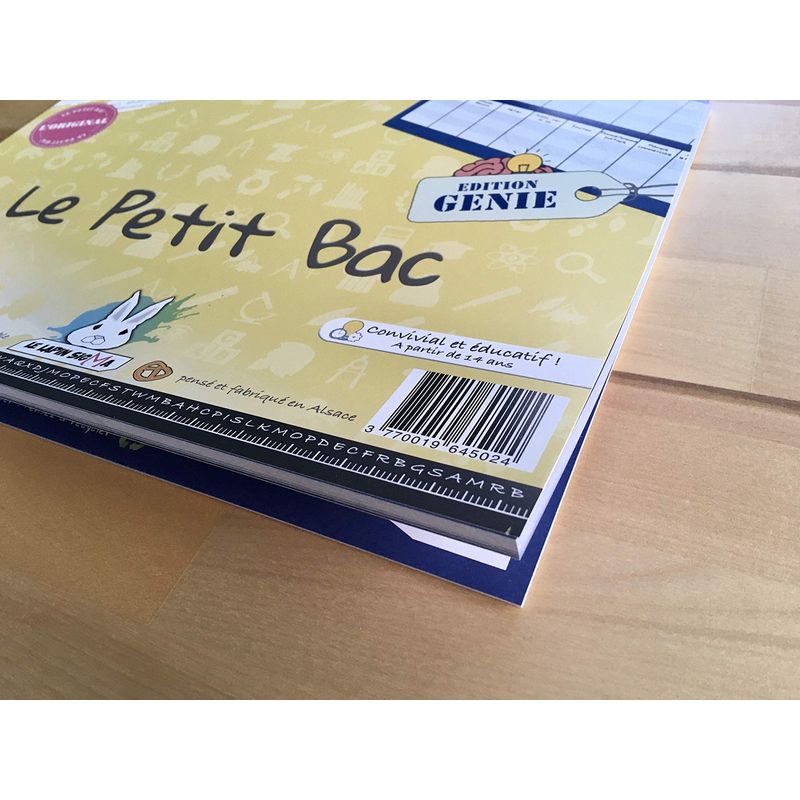 L'ORIGINAL
EDITION
GENIE
Le Petit Bac
Convivial et éducatif !
A partir de 14 ans
LE LAPIN SIGMA
pensé et fabriqué en Alsace
3 770019 645024
MOPECFSTWMBAHCPISLKMOPDECFRBGSAMRB